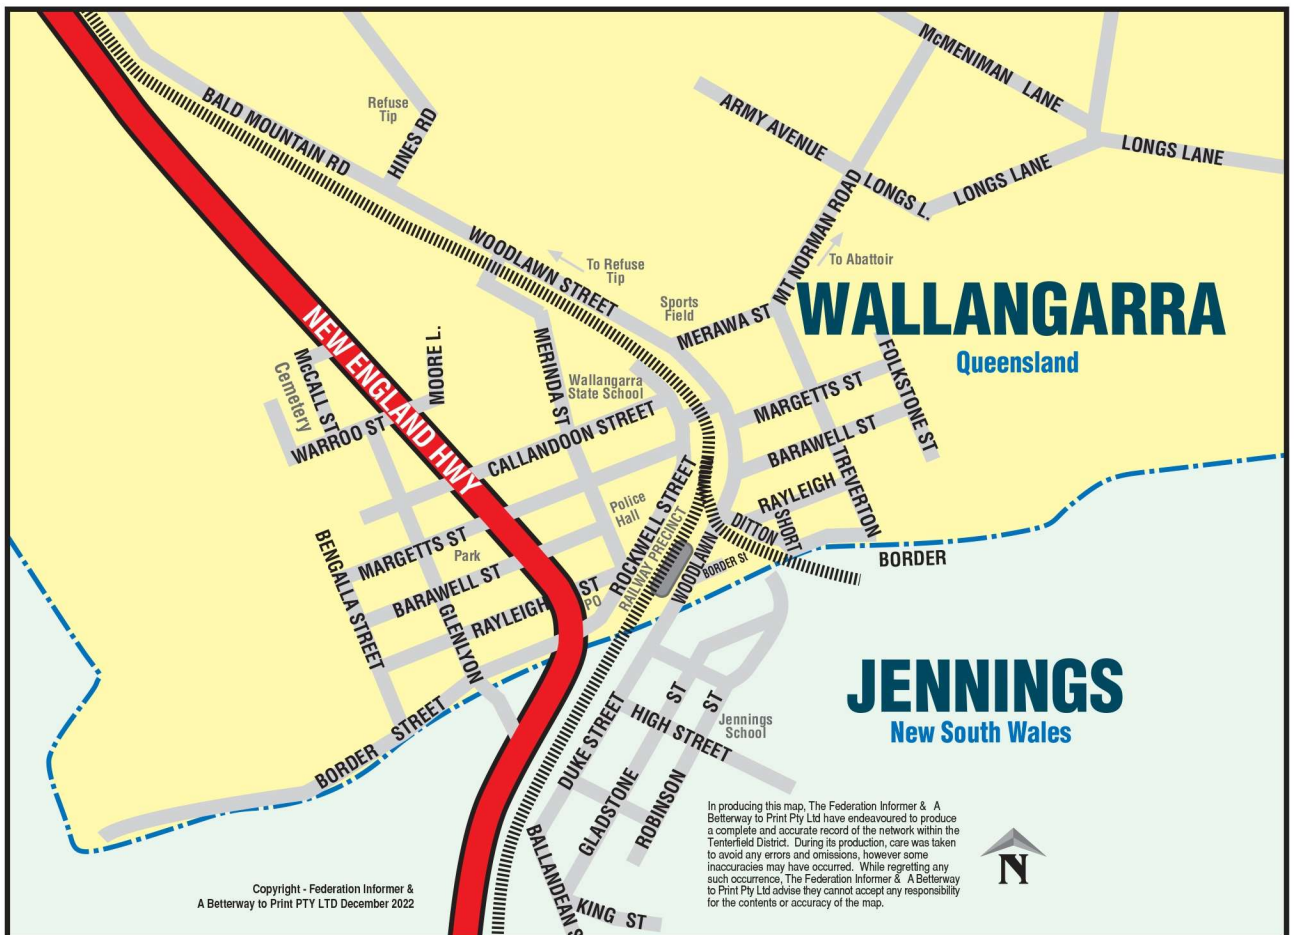 McMENIMAN LANE
ARMY AVENUE
LONGS LANE
LONGS LANE
LONGS L.
Refuse
Tip
HINES RD
BALD MOUNTAIN RD
WOODLAWN STREET
To Refuse
Tip
MT NORMAN ROAD
To Abattoir
Sports
Field
MERAWA ST
WALLANGARRA
Queensland
NEW ENGLAND HWY
McCALL ST
Cemetery
MOORE L.
WARROO ST
MERINDA ST
Wallangarra
State School
CALLANDOON STREET
MARGETTS ST
FOLKSTONE ST
BARAWELL ST
TREVERTON
RAYLEIGH
SHORT
DITTON
Police
Hall
ROCKWELL STREET
RAILWAY PRECINCT
WOODLAWN
BORDER St
BORDER
BENGALLA STREET
MARGETTS ST
Park
BARAWELL ST
RAYLEIGH ST
PO
GLENLYON
BORDER STREET
JENNINGS
New South Wales
DUKE STREET
HIGH STREET
Jennings
School
GLADSTONE ST
ROBINSON ST
BALLANDEAN S
KING ST
In producing this map, The Federation Informer & A
Betterway to Print Pty Ltd have endeavoured to produce
a complete and accurate record of the network within the
Tenterfield District. During its production, care was taken
to avoid any errors and omissions, however some
inaccuracies may have occurred. While regretting any
such occurrence, The Federation Informer & A Betterway
to Print Pty Ltd advise they cannot accept any responsibility
for the contents or accuracy of the map.
N
Copyright - Federation Informer &
A Betterway to Print PTY LTD December 2022